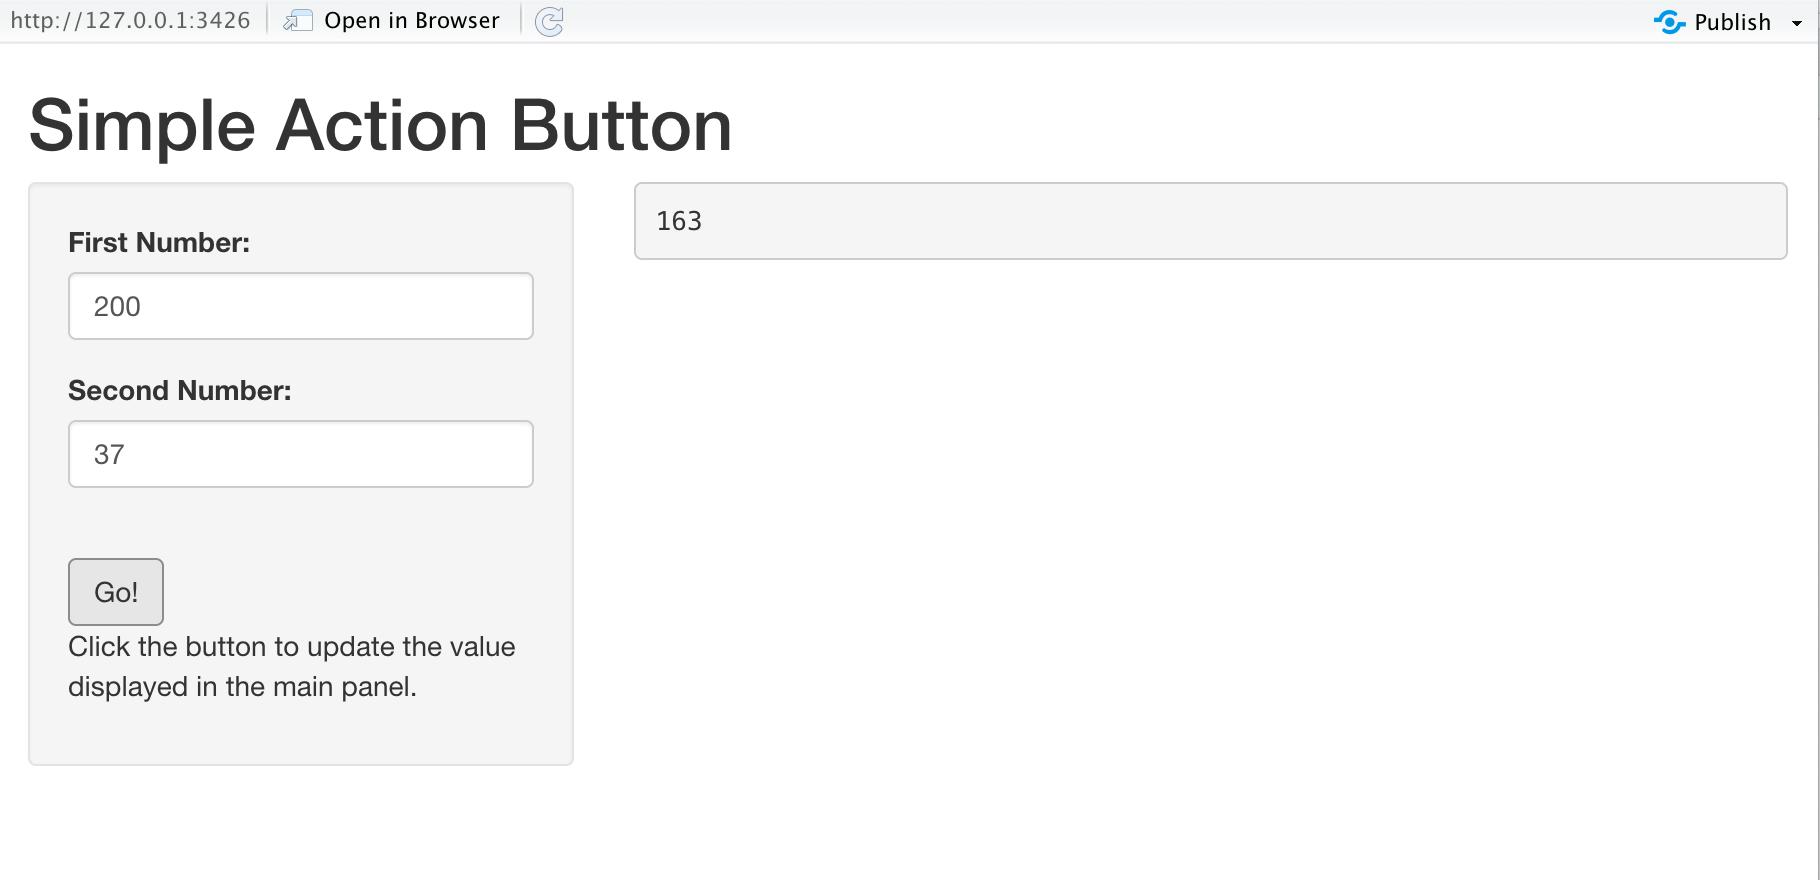 http://127.0.0.1:3426 Open in Browser Publish
Simple Action Button
First Number:
200
Second Number:
37
Go!
Click the button to update the value
displayed in the main panel.
163